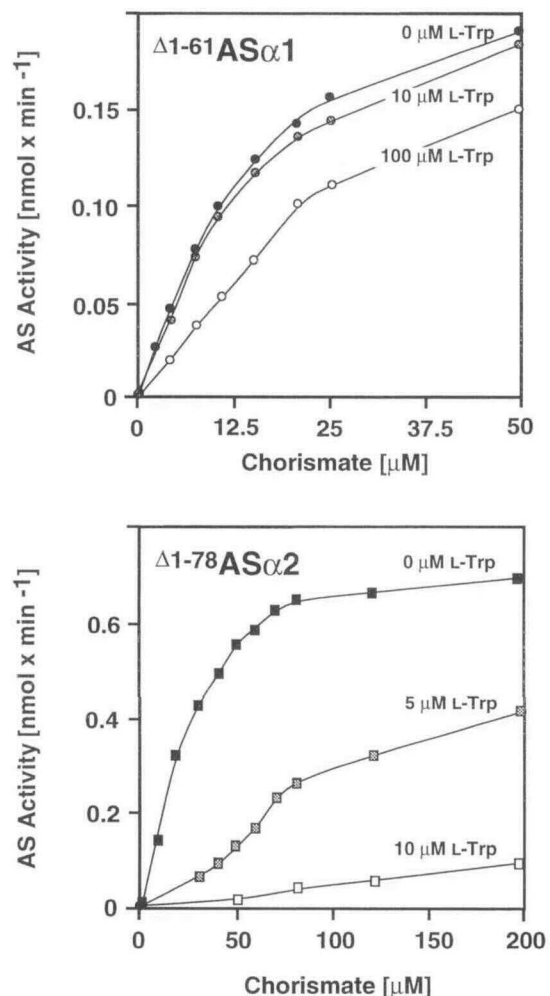 Δ1-61ASα1
0 μM L-Trp
10 μM L-Trp
100 μM L-Trp
0.15
0.10
0.05
0
AS Activity [nmol x min -1]
0 12.5 25 37.5 50
Chorismate [μM]
Δ1-78ASα2
0 μM L-Trp
5 μM L-Trp
10 μM L-Trp
0.6
0.4
0.2
0
AS Activity [nmol x min -1]
0 50 100 150 200
Chorismate [μM]